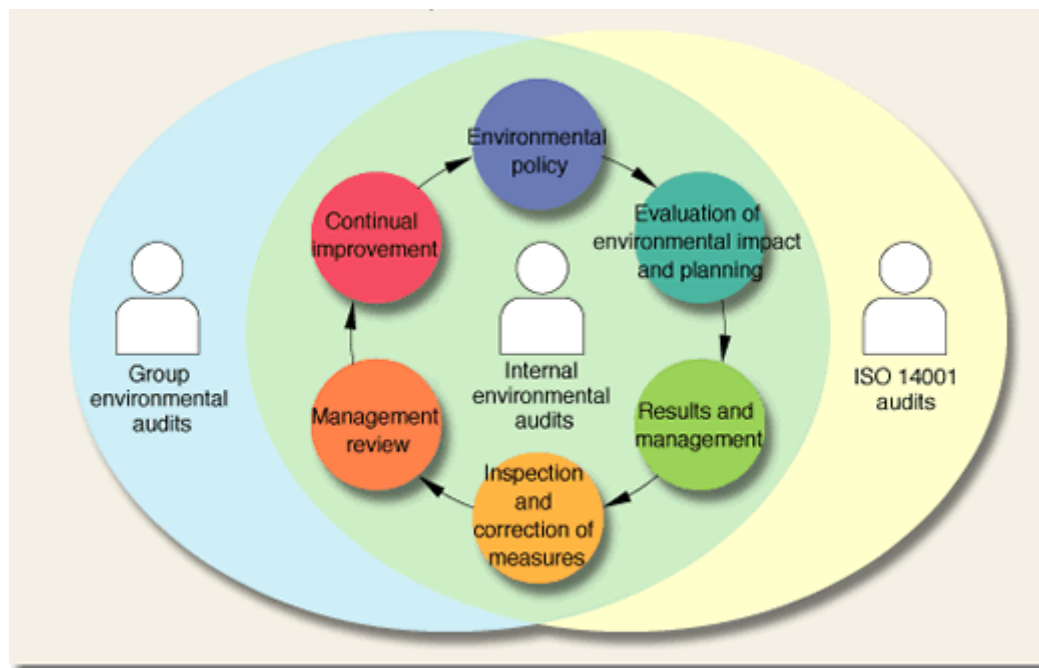 Environmental
policy
Evaluation of
environmental impact
and planning
Results and
management
Inspection
and
correction of
measures
Management
review
Continual
improvement
Group
environmental
audits
Internal
environmental
audits
ISO 14001
audits